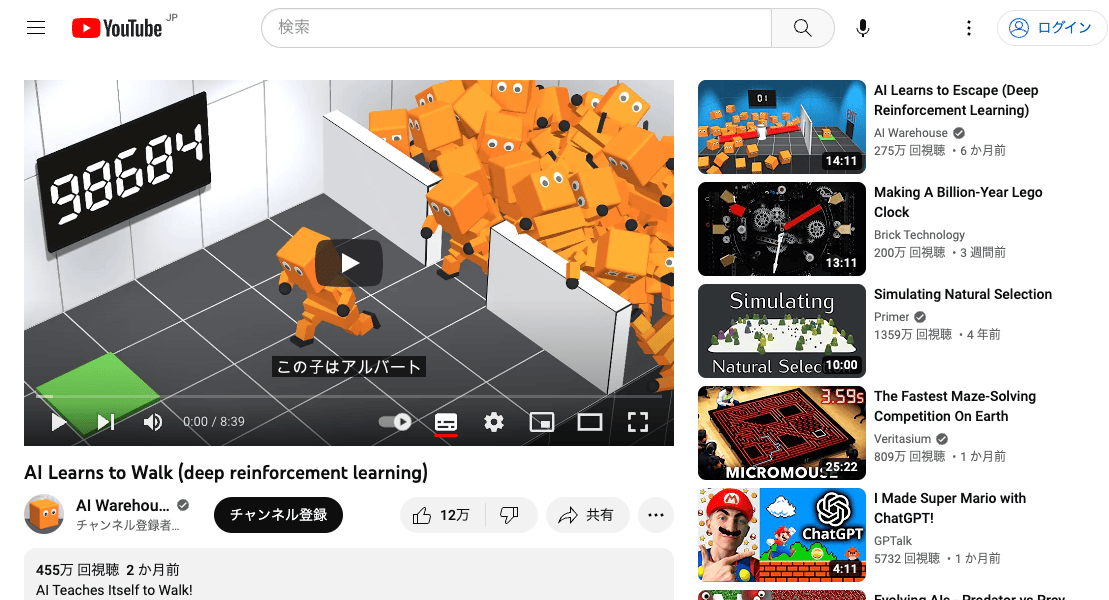 YouTube JP
検索
ログイン
98684
この子はアルバート
0:00 / 8:39
AI Learns to Walk (deep reinforcement learning)
AI Warehou...
チャンネル登録者...
チャンネル登録
12万
共有
455万 回視聴 2 か月前
AI Teaches Itself to Walk!
01
14:11
AI Learns to Escape (Deep
Reinforcement Learning)
AI Warehouse
275万 回視聴 ・6 か月前
13:11
Making A Billion-Year Lego
Clock
Brick Technology
200万 回視聴 ・3 週間前
Simulating
Natural Selec
10:00
Simulating Natural Selection
Primer
1359万 回視聴 ・4 年前
3.59s
MICROMOUS
25:22
The Fastest Maze-Solving
Competition On Earth
Veritasium
809万 回視聴 ・1 か月前
M
ChatGPT
4:11
I Made Super Mario with
ChatGPT!
GPTalk
5732 回視聴 ・1 か月前
Evolving AIs - Predator vs Prey